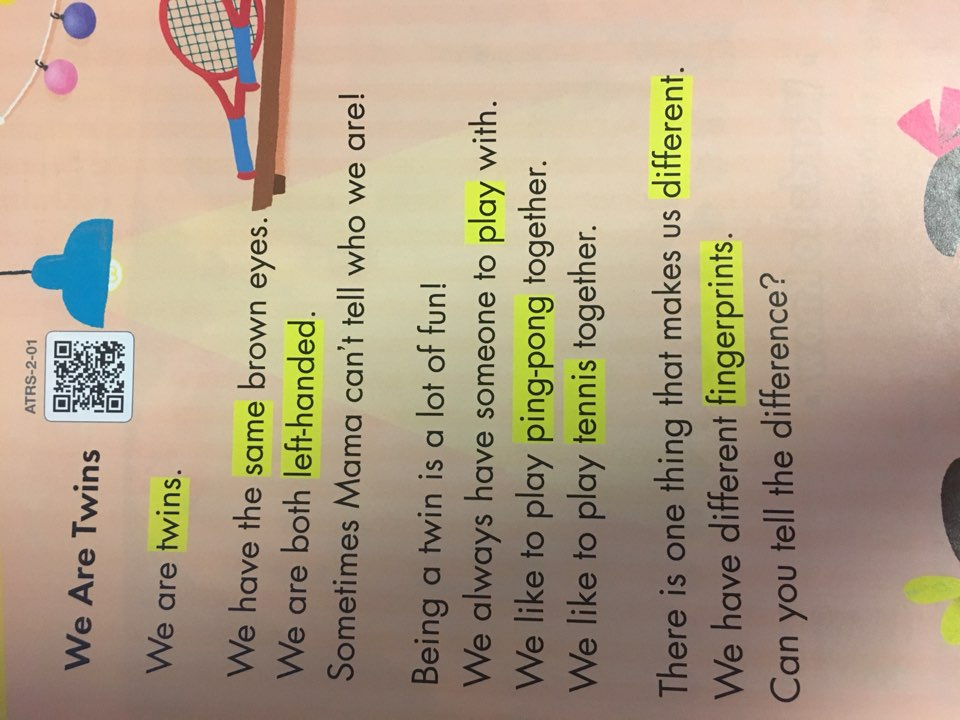 We Are Twins
ATRS-2-01
We are twins.
We have the same brown eyes.
We are both left-handed.
Sometimes Mama can't tell who we are!
Being a twin is a lot of fun!
We always have someone to play with.
We like to play ping-pong together.
We like to play tennis together.
There is one thing that makes us different.
We have different fingerprints.
Can you tell the difference?